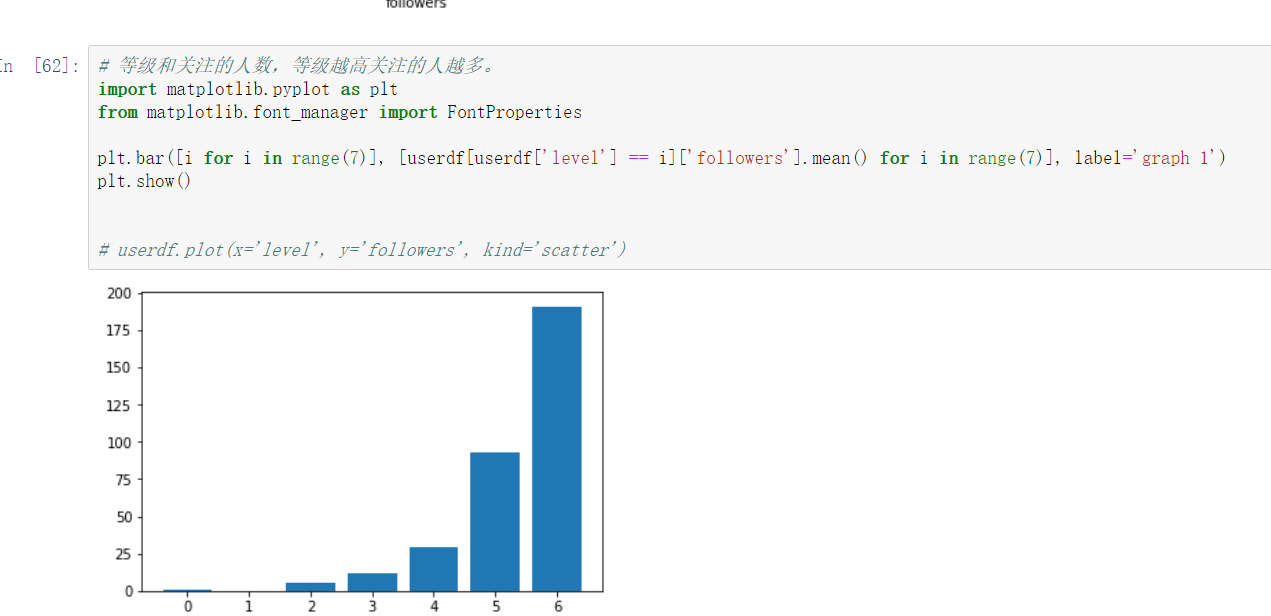 followers
In [62]:
# 等级和关注的人数，等级越高关注的人越多。
import matplotlib.pyplot as plt
from matplotlib.font_manager import FontProperties
plt.bar([i for i in range(7)], [userdf[userdf['level'] == i]['followers'].mean() for i in range(7)], label='graph 1')
plt.show()
# userdf.plot(x='level', y='followers', kind='scatter')
200
175
150
125
100
75
50
25
0
0 1 2 3 4 5 6